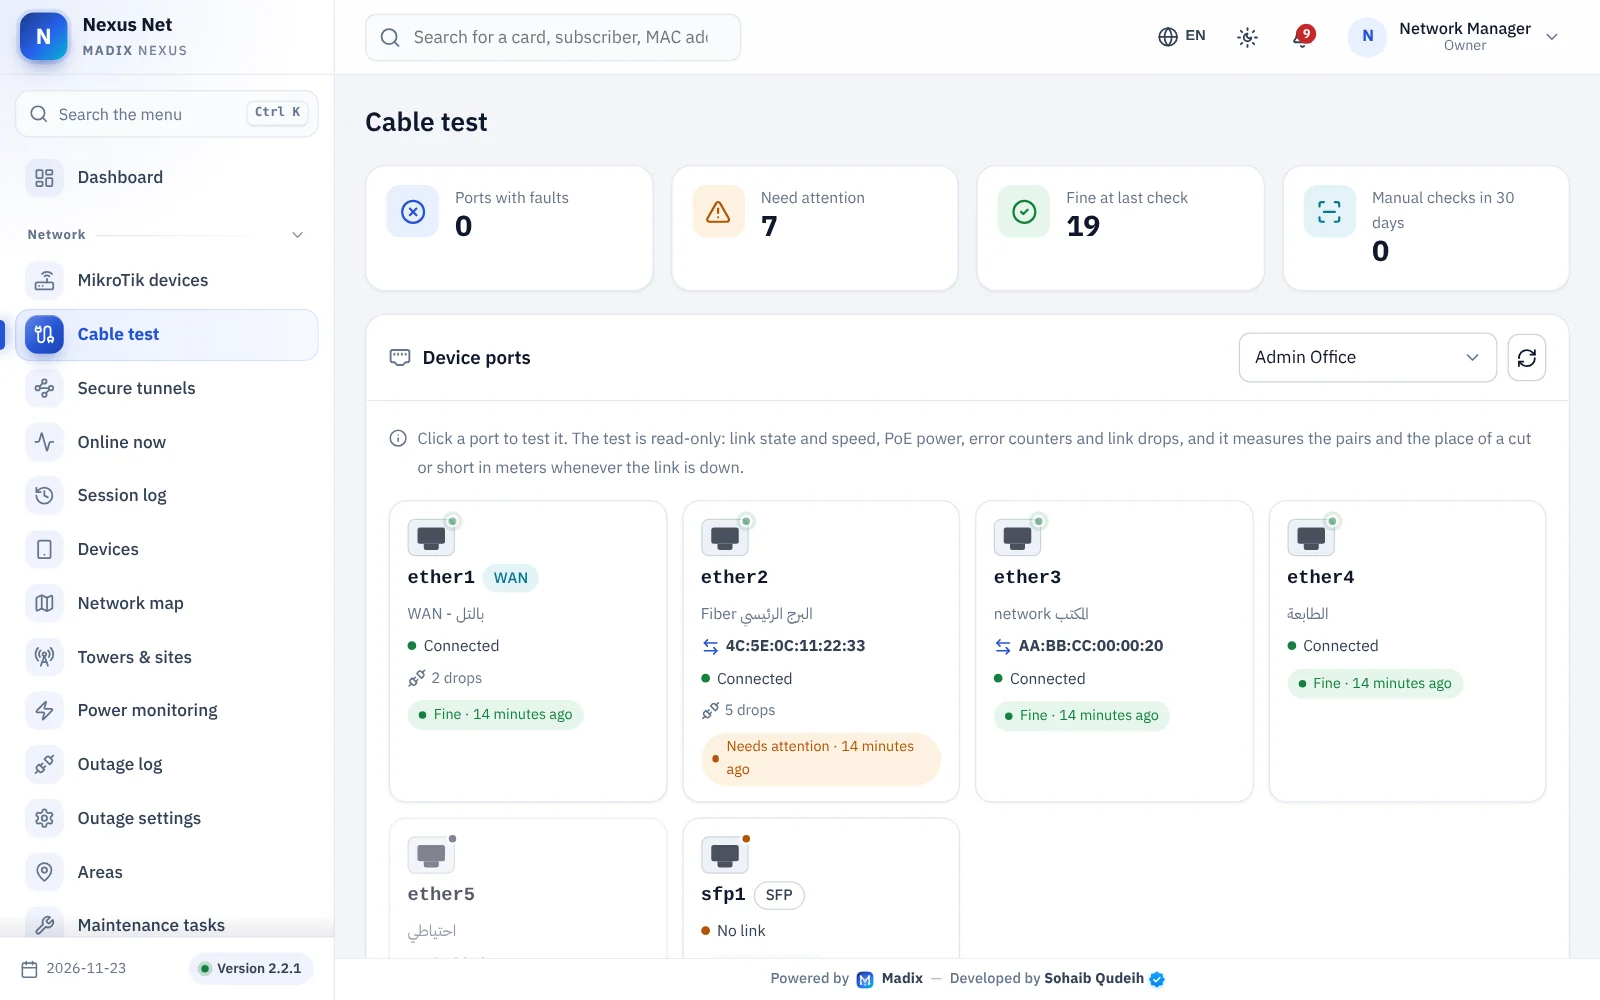 N
Nexus Net
MADIX NEXUS
Search for a card, subscriber, MAC add
EN
9
N
Network Manager
Owner
Search the menu
Ctrl K
Dashboard
Network
MikroTik devices
Cable test
Secure tunnels
Online now
Session log
Devices
Network map
Towers & sites
Power monitoring
Outage log
Outage settings
Areas
Maintenance tasks
2026-11-23
Version 2.2.1
Cable test
Ports with faults
0
Need attention
7
Fine at last check
19
Manual checks in 30
days
0
Device ports
Admin Office
Click a port to test it. The test is read-only: link state and speed, PoE power, error counters and link drops, and it measures the pairs and the place of a cut
or short in meters whenever the link is down.
ether1 WAN
WAN - بالتل
Connected
2 drops
Fine · 14 minutes ago
ether2
Fiber البرج الرئيسي
4C:5E:0C:11:22:33
Connected
5 drops
Needs attention · 14 minutes
ago
ether3
network المكتب
AA:BB:CC:00:00:20
Connected
Fine · 14 minutes ago
ether4
الطابعة
Connected
Fine · 14 minutes ago
ether5
احتياطي
sfp1 SFP
No link
Powered by Madix — Developed by Sohaib Qudeih